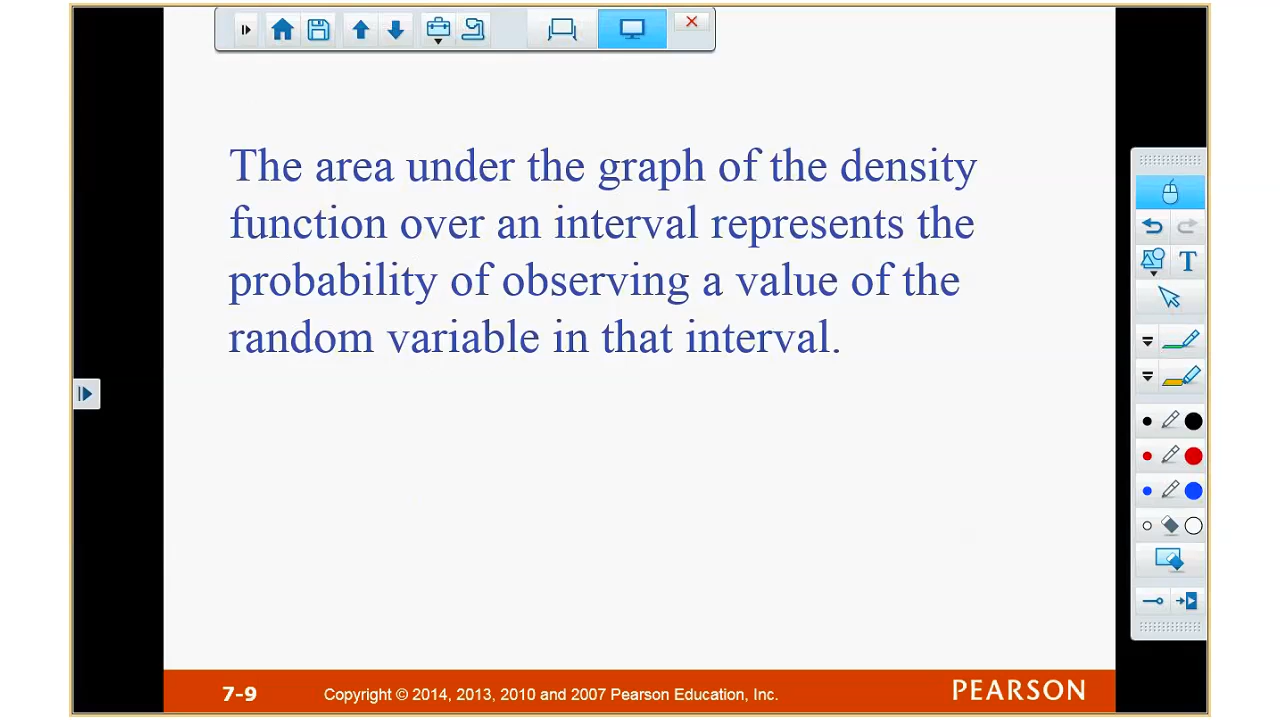 The area under the graph of the density
function over an interval represents the
probability of observing a value of the
random variable in that interval.
T
7-9 Copyright © 2014, 2013, 2010 and 2007 Pearson Education, Inc. PEARSON